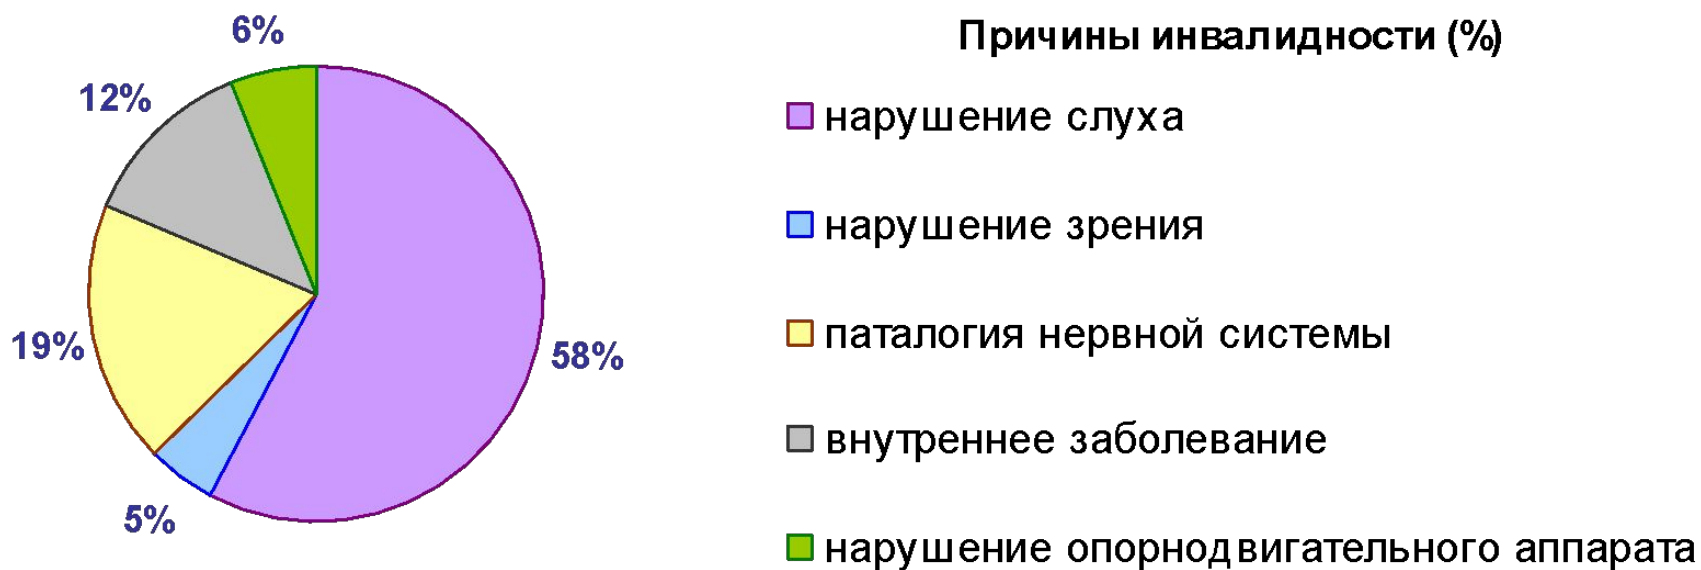 6%
12%
19%
5%
58%
Причины инвалидности (%)
нарушение слуха
нарушение зрения
паталогия нервной системы
внутреннее заболевание
нарушение опорнодвигательного аппарата